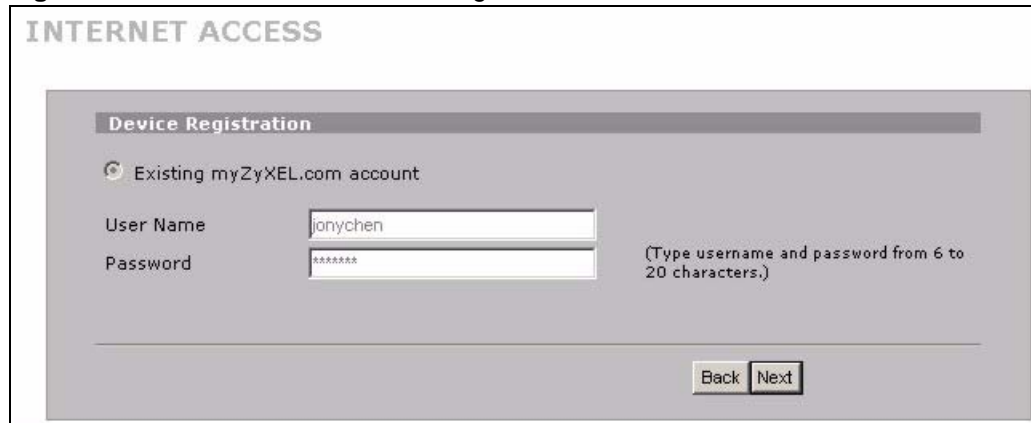 INTERNET ACCESS
Device Registration
Existing myZyXEL.com account
User Name
jonychen
Password
*******
(Type username and password from 6 to
20 characters.)
Back Next